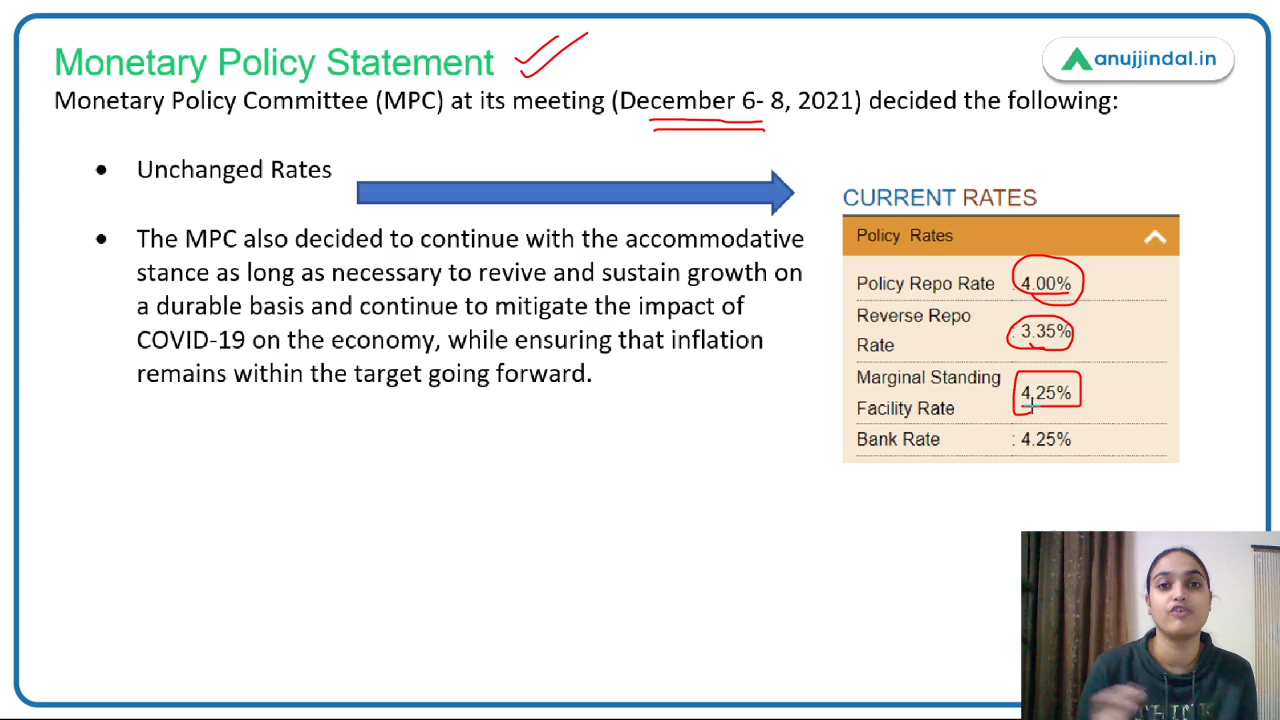 Monetary Policy Statement
anujjindal.in
Monetary Policy Committee (MPC) at its meeting (December 6- 8, 2021) decided the following:
• Unchanged Rates
• The MPC also decided to continue with the accommodative
stance as long as necessary to revive and sustain growth on
a durable basis and continue to mitigate the impact of
COVID-19 on the economy, while ensuring that inflation
remains within the target going forward.
CURRENT RATES
Policy Rates
Policy Repo Rate : 4.00%
Reverse Repo
Rate : 3.35%
Marginal Standing
Facility Rate : 4.25%
Bank Rate : 4.25%